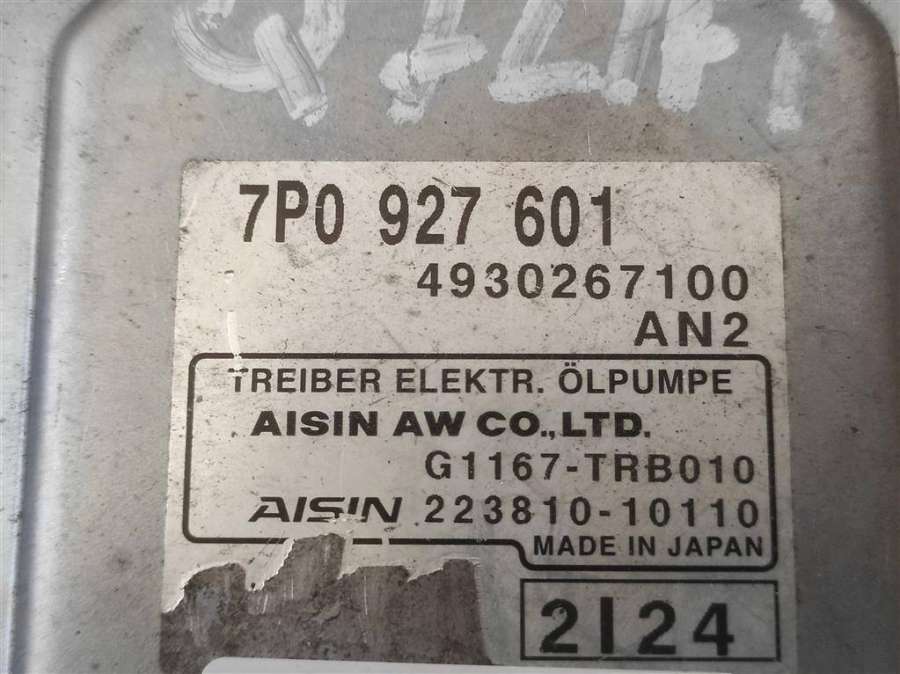 7P0 927 601
4930267100
AN2
TREIBER ELEKTR. ÖLPUMPE
AISIN AW CO.,LTD.
G1167-TRB010
AISIN 223810-10110
MADE IN JAPAN
2I24